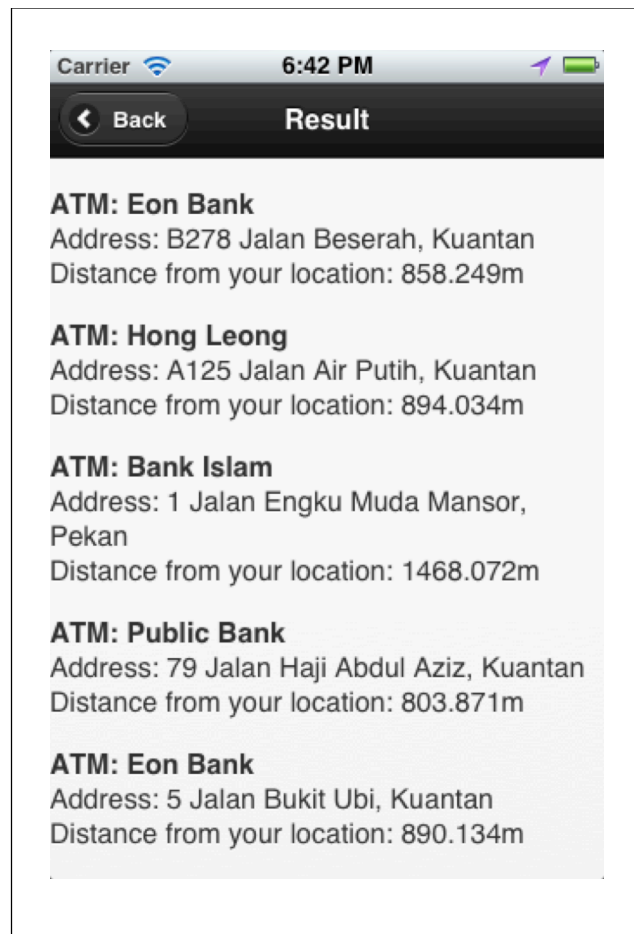 Carrier 6:42 PM
Back Result
ATM: Eon Bank
Address: B278 Jalan Beserah, Kuantan
Distance from your location: 858.249m
ATM: Hong Leong
Address: A125 Jalan Air Putih, Kuantan
Distance from your location: 894.034m
ATM: Bank Islam
Address: 1 Jalan Engku Muda Mansor,
Pekan
Distance from your location: 1468.072m
ATM: Public Bank
Address: 79 Jalan Haji Abdul Aziz, Kuantan
Distance from your location: 803.871m
ATM: Eon Bank
Address: 5 Jalan Bukit Ubi, Kuantan
Distance from your location: 890.134m